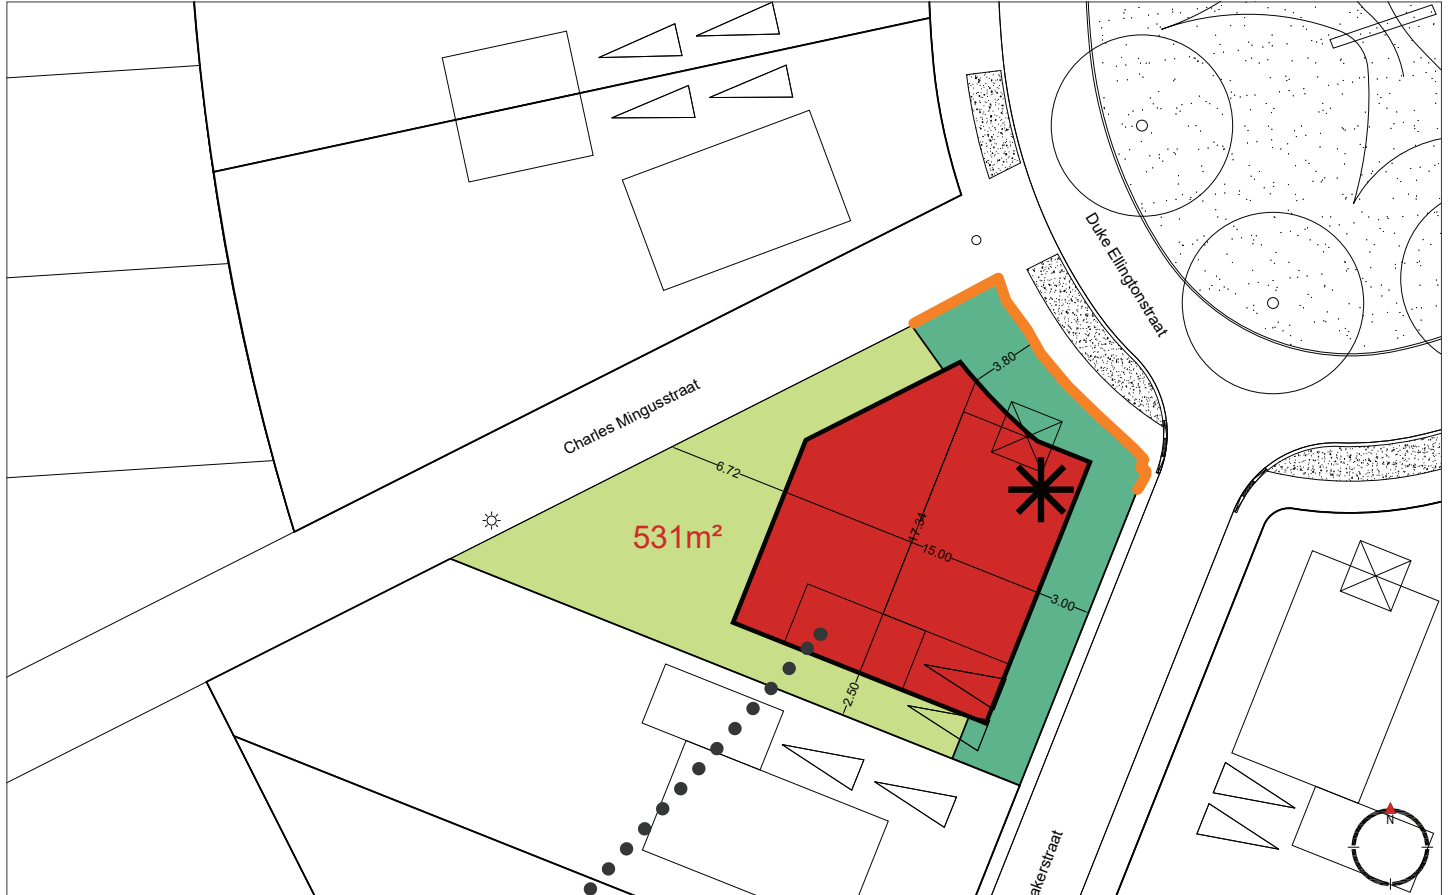 Duke Ellingtonstraat
3.80
Charles Mingusstraat
6.72
531m²
17.34
15.00
3.00
2.50
N
akerstraat